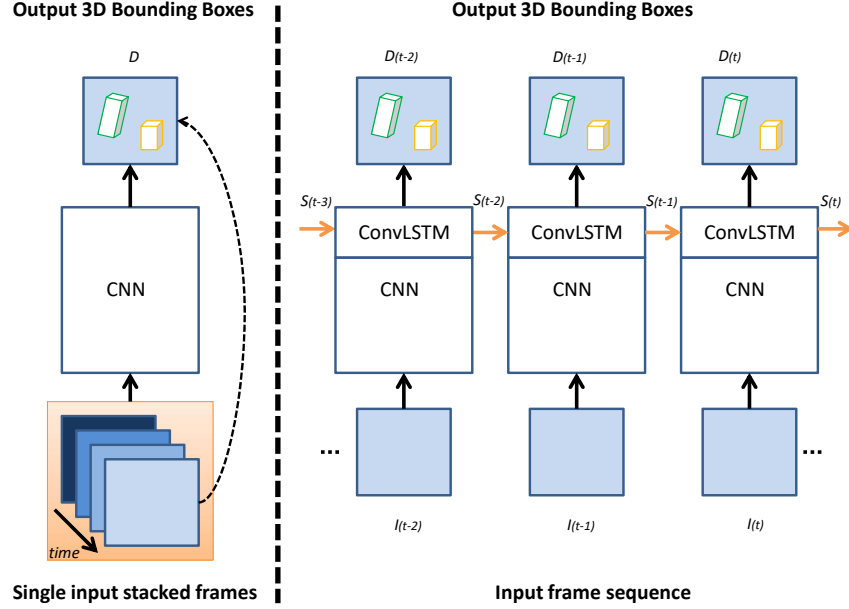 Output 3D Bounding Boxes
Output 3D Bounding Boxes
D
D(t-2)
D(t-1)
D(t)
S(t-3)
S(t-2)
S(t-1)
S(t)
ConvLSTM
ConvLSTM
ConvLSTM
CNN
CNN
CNN
CNN
...
...
time
I(t-2)
I(t-1)
I(t)
Single input stacked frames
Input frame sequence